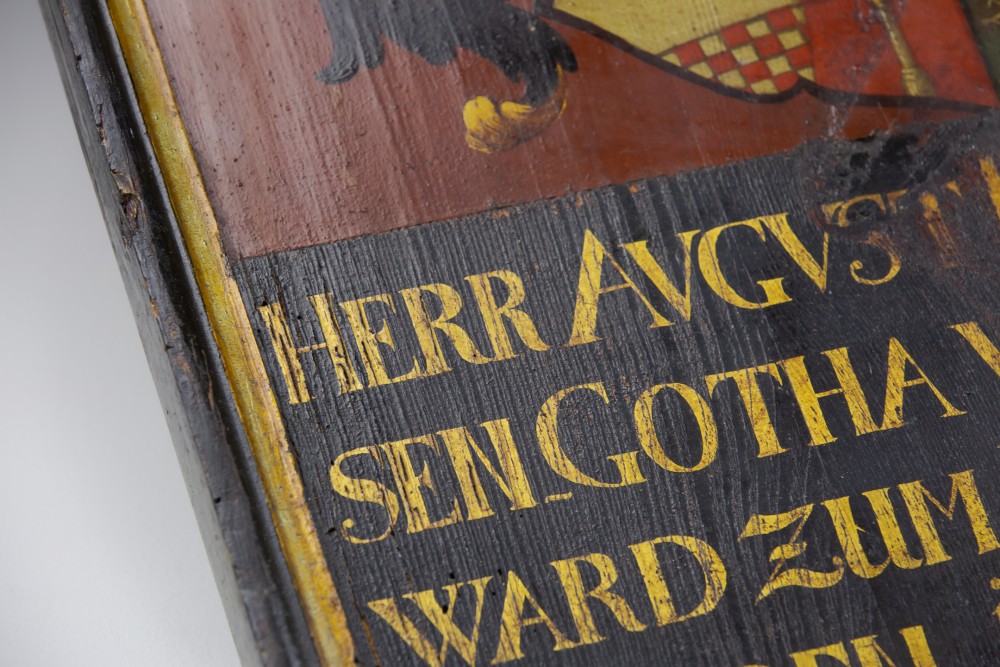 HERR AVGVST
SEN-GOTHA
WARD ZUM